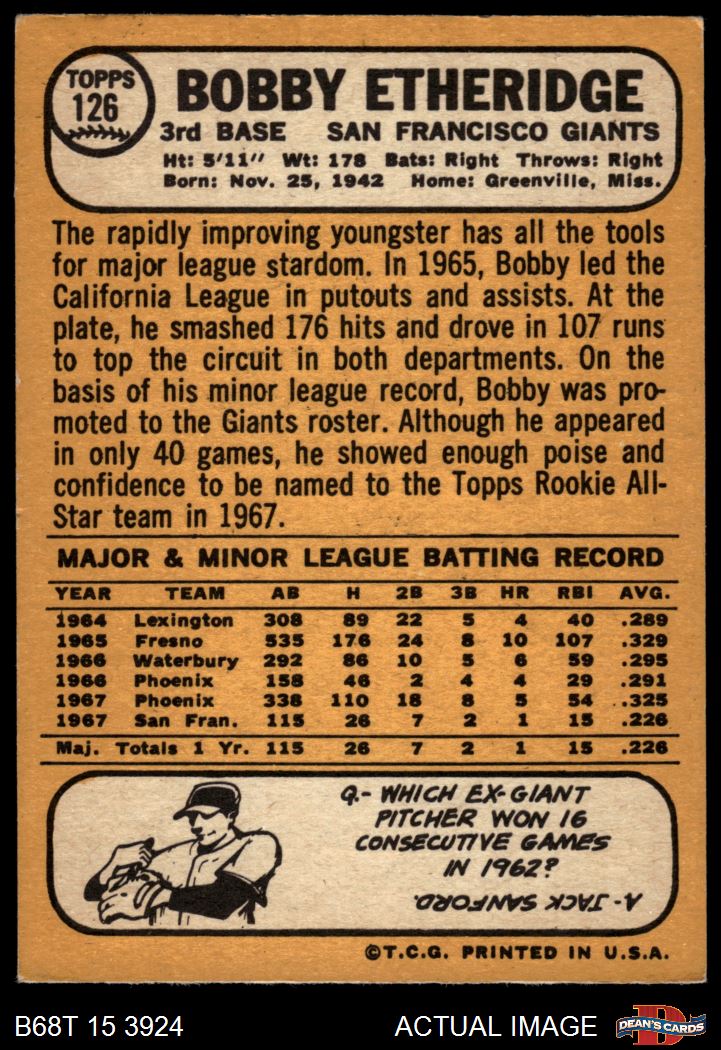 TOPPS
126
BOBBY ETHERIDGE
3rd BASE SAN FRANCISCO GIANTS
Ht: 5'11" Wt: 178 Bats: Right Throws: Right
Born: Nov. 25, 1942 Home: Greenville, Miss.
The rapidly improving youngster has all the tools
for major league stardom. In 1965, Bobby led the
California League in putouts and assists. At the
plate, he smashed 176 hits and drove in 107 runs
to top the circuit in both departments. On the
basis of his minor league record, Bobby was pro-
moted to the Giants roster. Although he appeared
in only 40 games, he showed enough poise and
confidence to be named to the Topps Rookie All-
Star team in 1967.
MAJOR & MINOR LEAGUE BATTING RECORD
YEAR TEAM AB H 2B 3B HR RBI AVG.
1964 Lexington 308 89 22 5 4 40 .289
1965 Fresno 535 176 24 8 10 107 .329
1966 Waterbury 292 86 10 5 6 59 .295
1966 Phoenix 158 46 2 4 4 29 .291
1967 Phoenix 338 110 18 8 5 54 .325
1967 San Fran. 115 26 7 2 1 15 .226
Maj. Totals 1 Yr. 115 26 7 2 1 15 .226
Q.- WHICH EX-GIANT
PITCHER WON 16
CONSECUTIVE GAMES
IN 1962?
A- JACK SANFORD.
©T.C.G. PRINTED IN U.S.A.
B68T 15 3924 ACTUAL IMAGE
D
DEAN'S CARDS